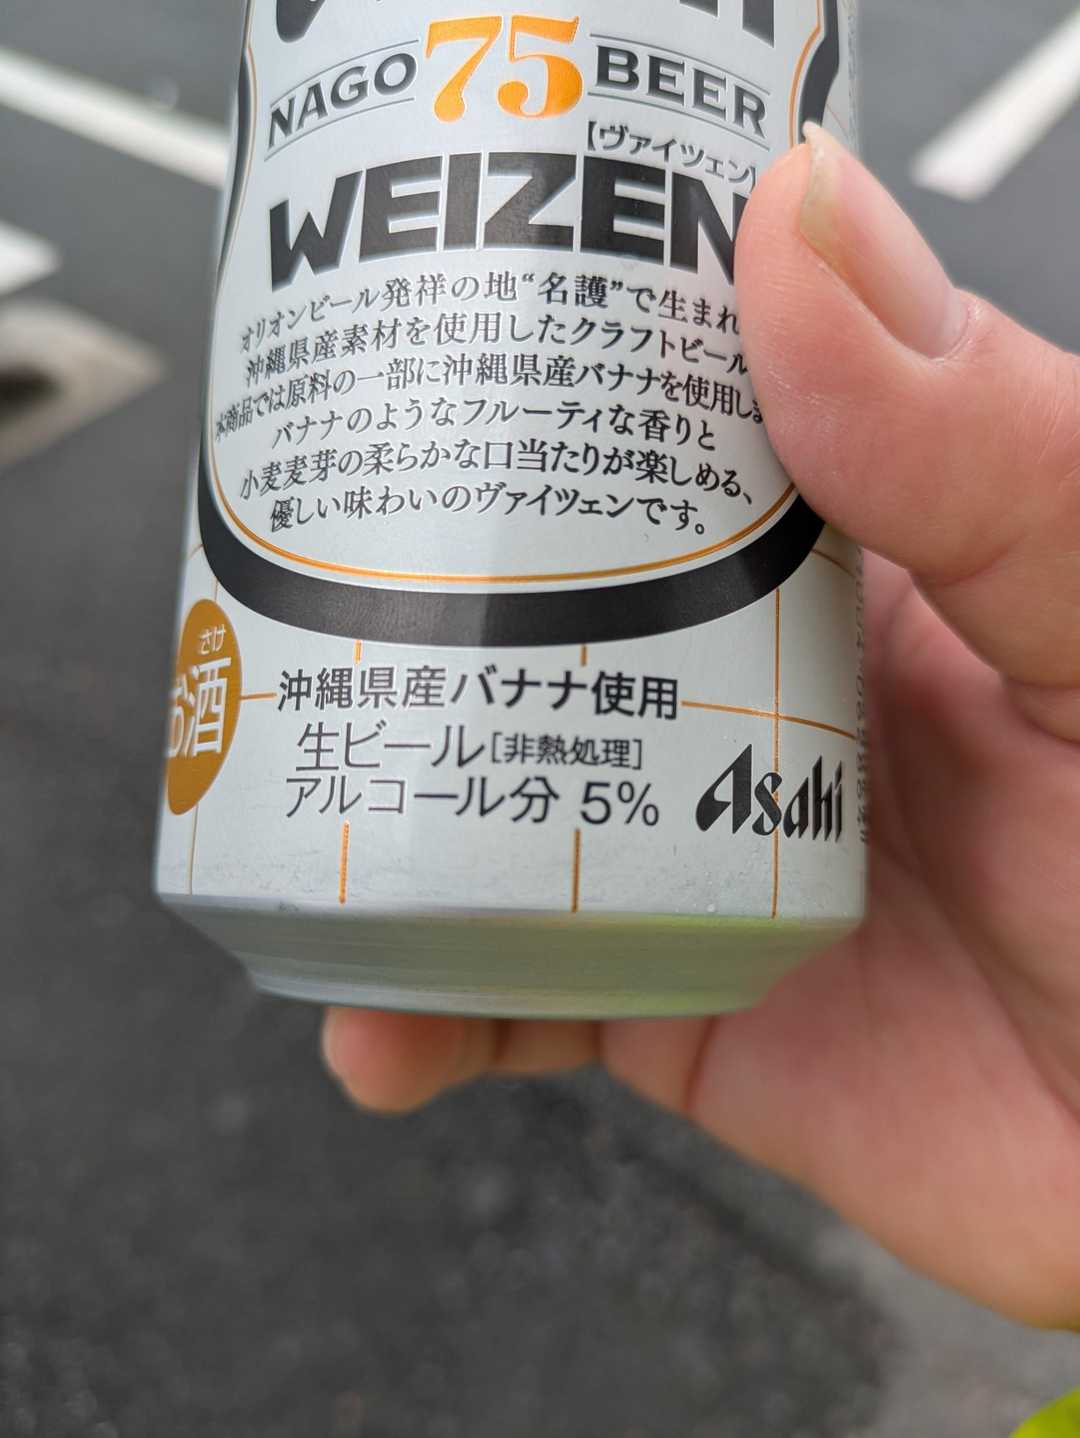 NAGO 75 BEER
【ヴァイツェン】
WEIZEN
オリオンビール発祥の地“名護”で生まれ
沖縄県産素材を使用したクラフトビール
本商品では原料の一部に沖縄県産バナナを使用しま
バナナのようなフルーティな香りと
小麦麦芽の柔らかな口当たりが楽しめる、
優しい味わいのヴァイツェンです。
さけ
お酒
沖縄県産バナナ使用
生ビール[非熱処理]
アルコール分 5%
Asahi